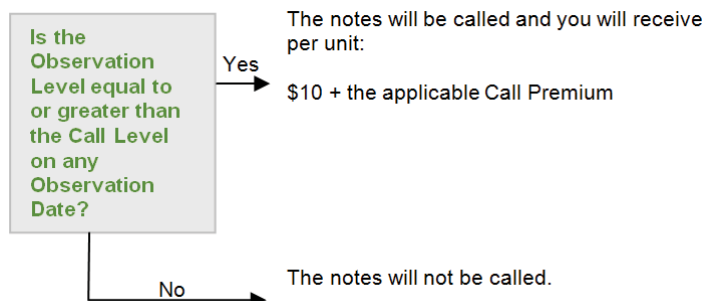 Is the
Observation
Level equal to
or greater than
the Call Level
on any
Observation
Date?
Yes
The notes will be called and you will receive
per unit:
$10 + the applicable Call Premium
No
The notes will not be called.